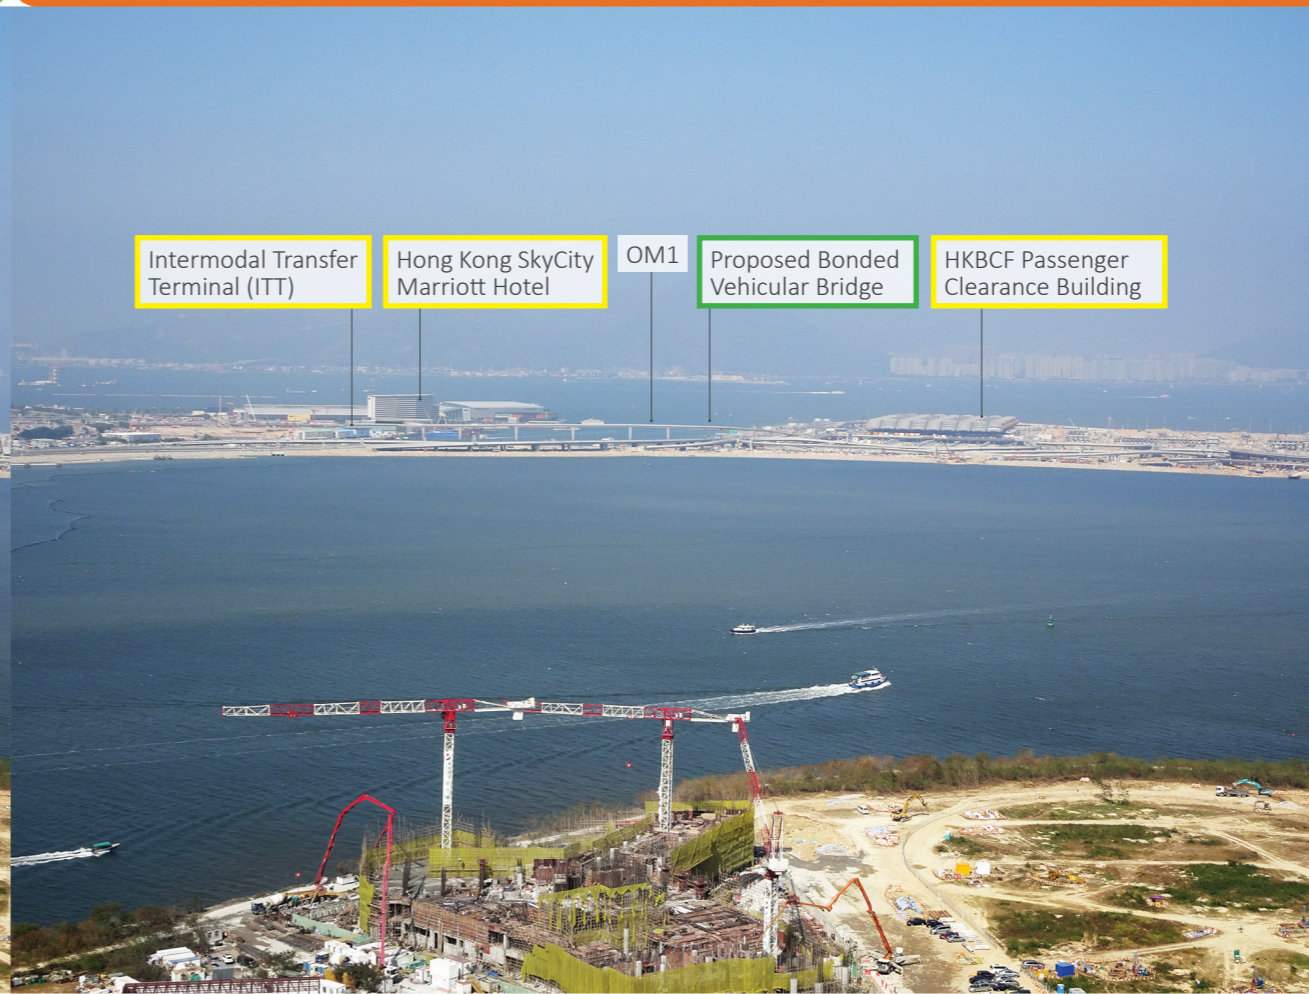 Intermodal Transfer
Terminal (ITT)
Hong Kong SkyCity
Marriott Hotel
OM1
Proposed Bonded
Vehicular Bridge
HKBCF Passenger
Clearance Building